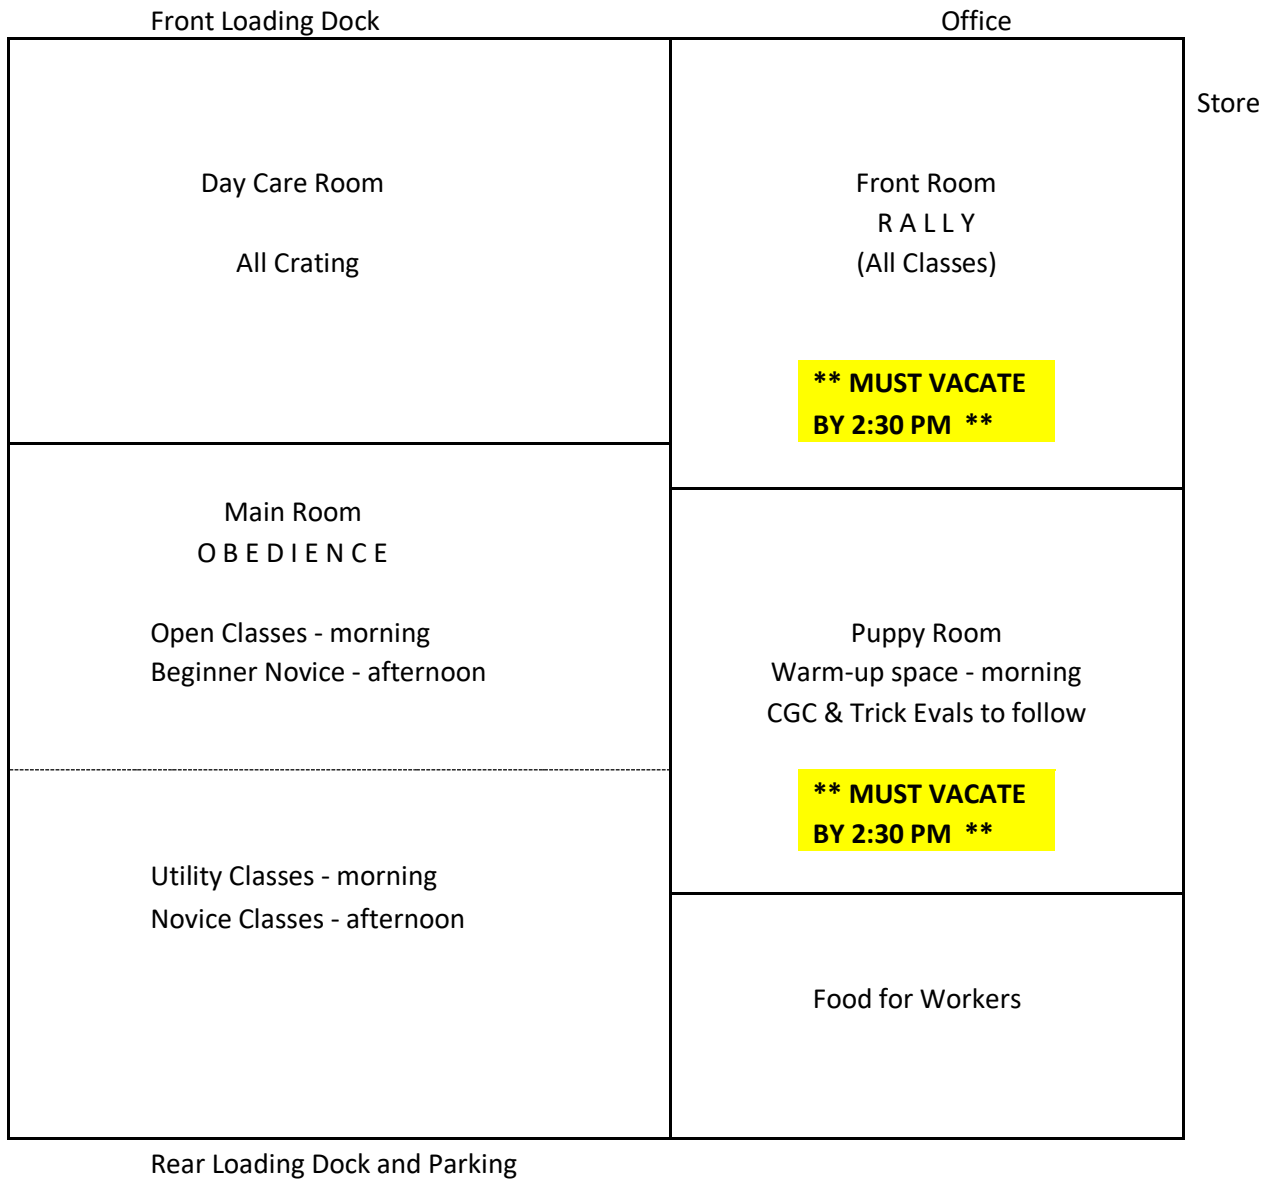 Front Loading Dock
Office
Store
Day Care Room
All Crating
Front Room
R A L L Y
(All Classes)
** MUST VACATE
BY 2:30 PM **
Main Room
O B E D I E N C E
Open Classes - morning
Beginner Novice - afternoon
Puppy Room
Warm-up space - morning
CGC & Trick Evals to follow
** MUST VACATE
BY 2:30 PM **
Utility Classes - morning
Novice Classes - afternoon
Food for Workers
Rear Loading Dock and Parking